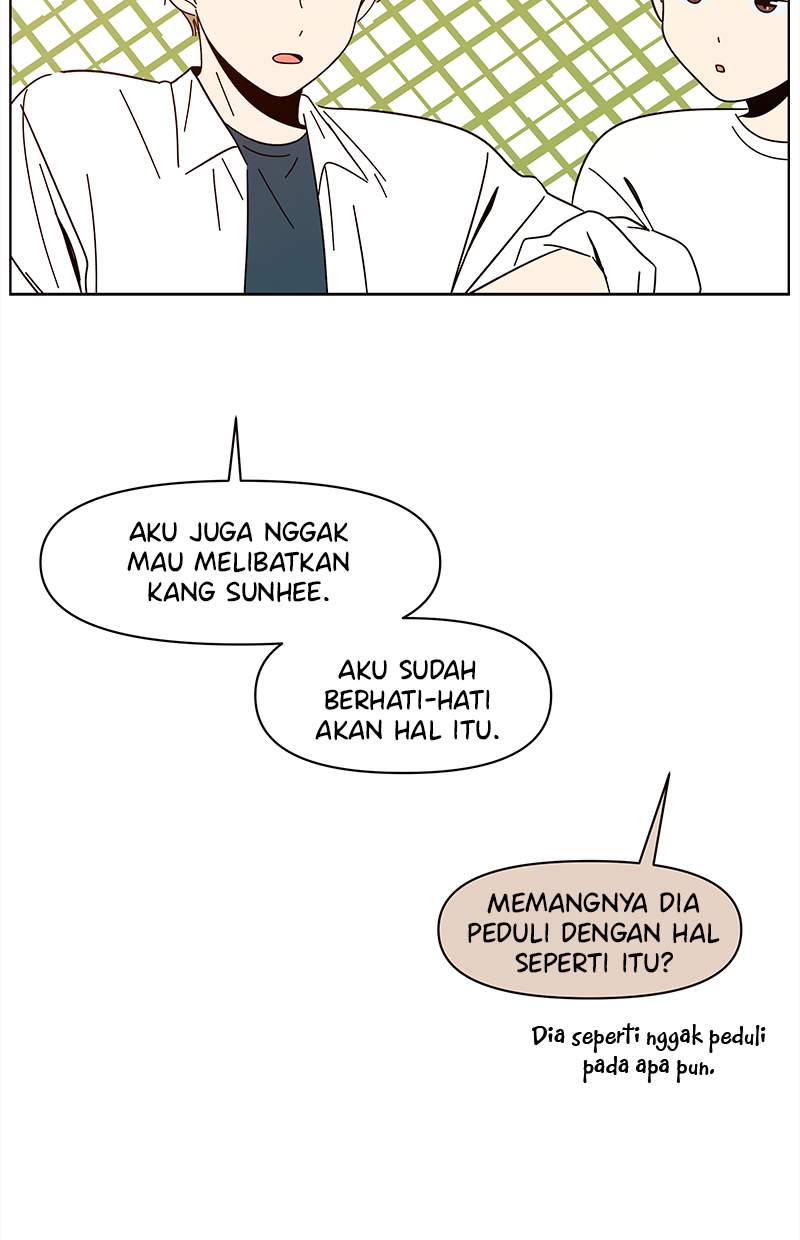 AKU JUGA NGGAK
MAU MELIBATKAN
KANG SUNHEE.
AKU SUDAH
BERHATI-HATI
AKAN HAL ITU.
MEMANGNYA DIA
PEDULI DENGAN HAL
SEPERTI ITU?
Dia seperti nggak peduli
pada apa pun.